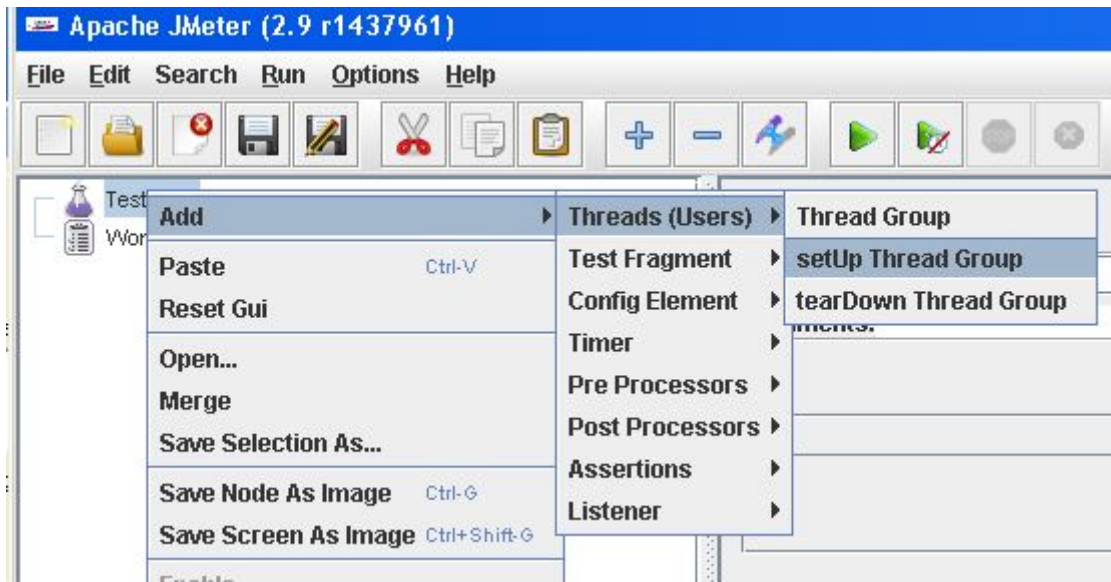 Apache JMeter (2.9 r1437961)
File Edit Search Run Options Help
Test
Wor
Add
Paste Ctrl-V
Reset Gui
Open...
Merge
Save Selection As...
Save Node As Image Ctrl-G
Save Screen As Image Ctrl+Shift-G
Enable
Threads (Users)
Test Fragment
Config Element
Timer
Pre Processors
Post Processors
Assertions
Listener
Thread Group
setUp Thread Group
tearDown Thread Group